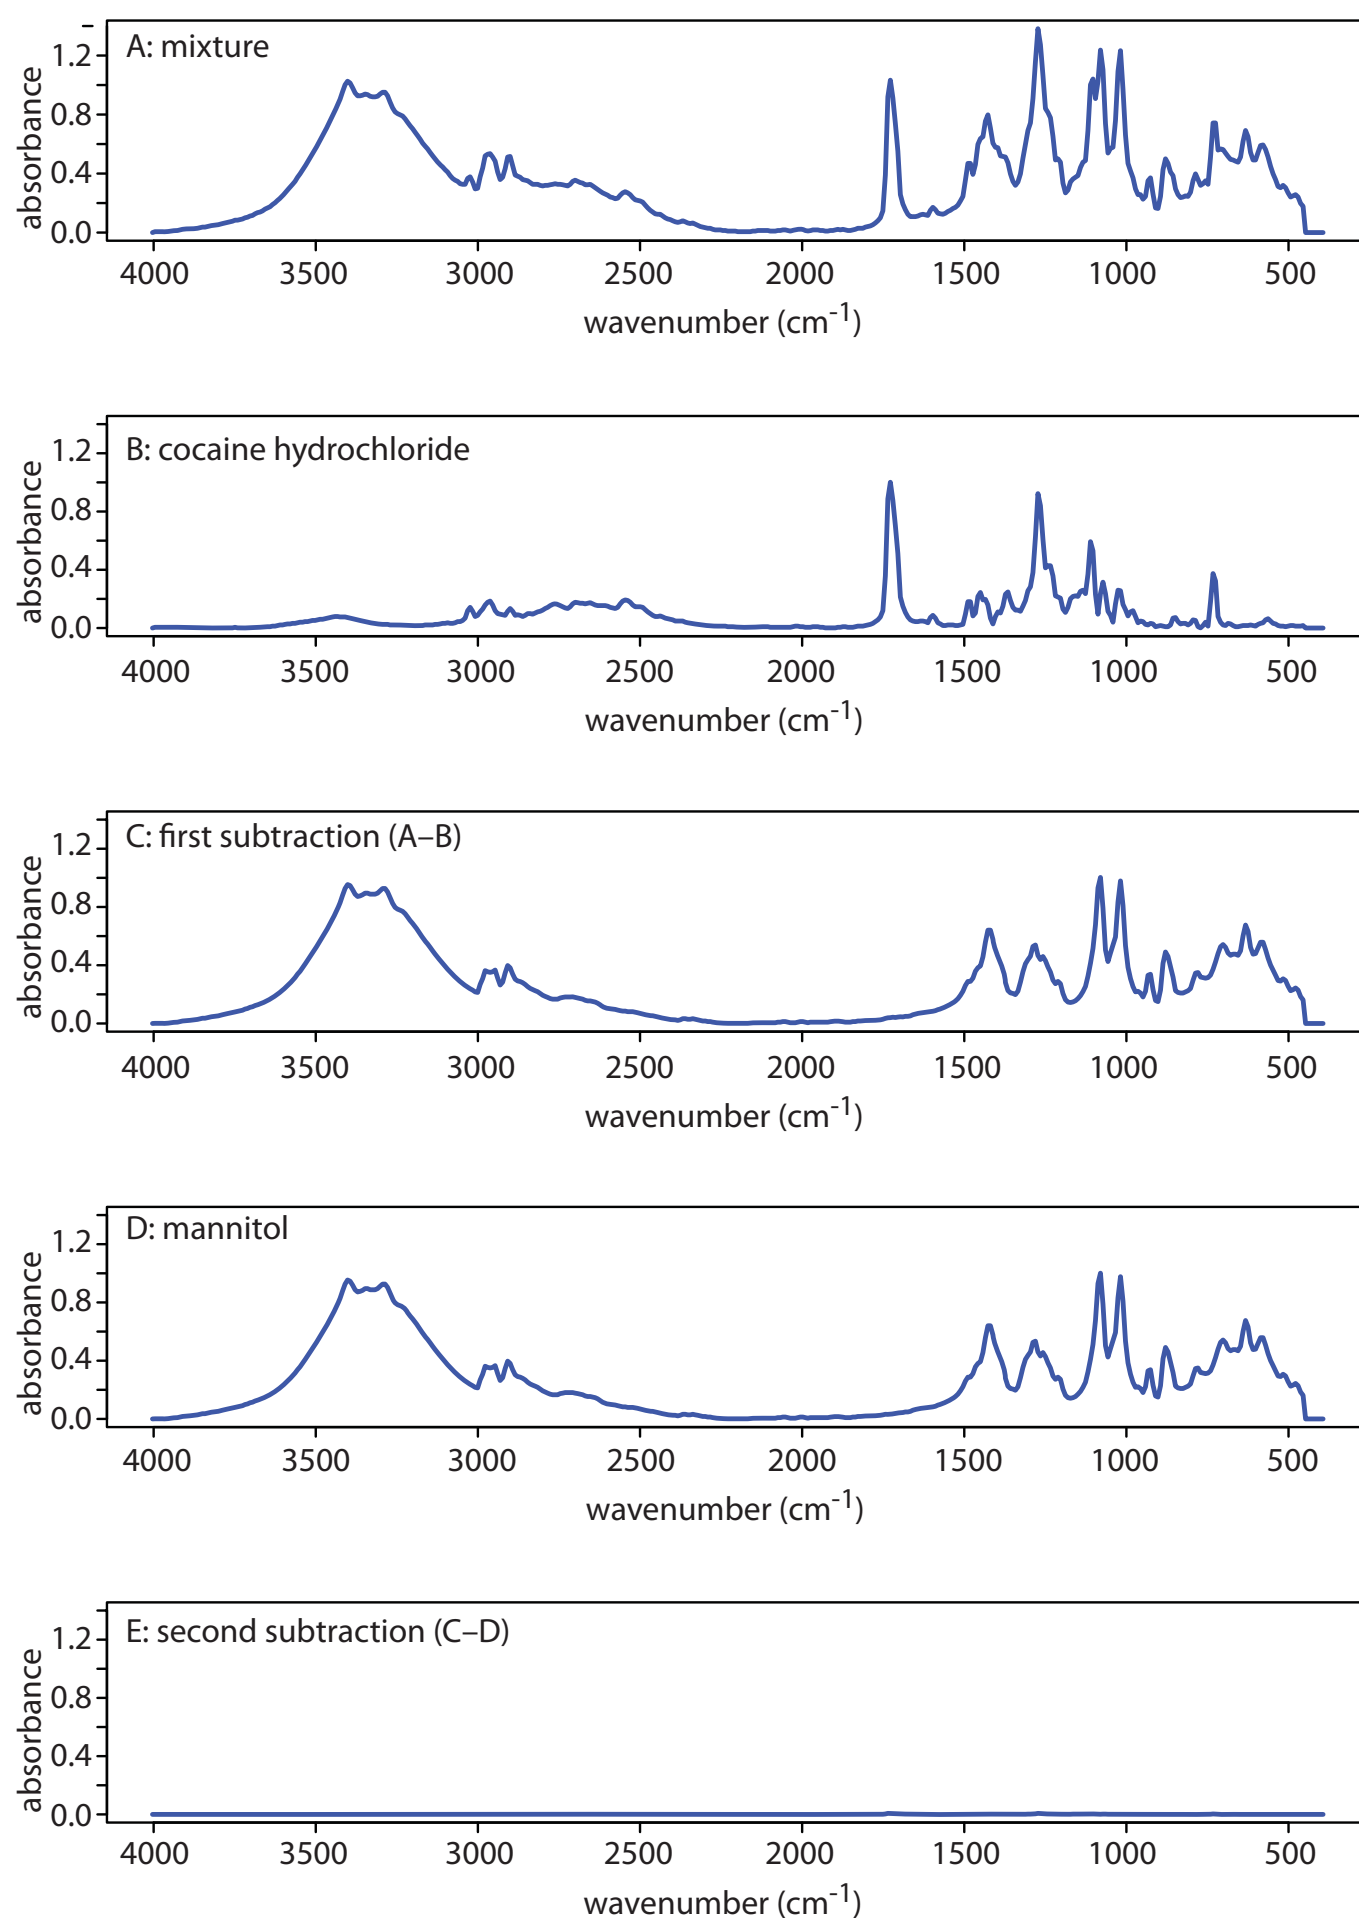 A: mixture
absorbance
1.2
0.8
0.4
0.0
4000 3500 3000 2500 2000 1500 1000 500
wavenumber (cm-1)
B: cocaine hydrochloride
absorbance
1.2
0.8
0.4
0.0
4000 3500 3000 2500 2000 1500 1000 500
wavenumber (cm-1)
C: first subtraction (A–B)
absorbance
1.2
0.8
0.4
0.0
4000 3500 3000 2500 2000 1500 1000 500
wavenumber (cm-1)
D: mannitol
absorbance
1.2
0.8
0.4
0.0
4000 3500 3000 2500 2000 1500 1000 500
wavenumber (cm-1)
E: second subtraction (C–D)
absorbance
1.2
0.8
0.4
0.0
4000 3500 3000 2500 2000 1500 1000 500
wavenumber (cm-1)